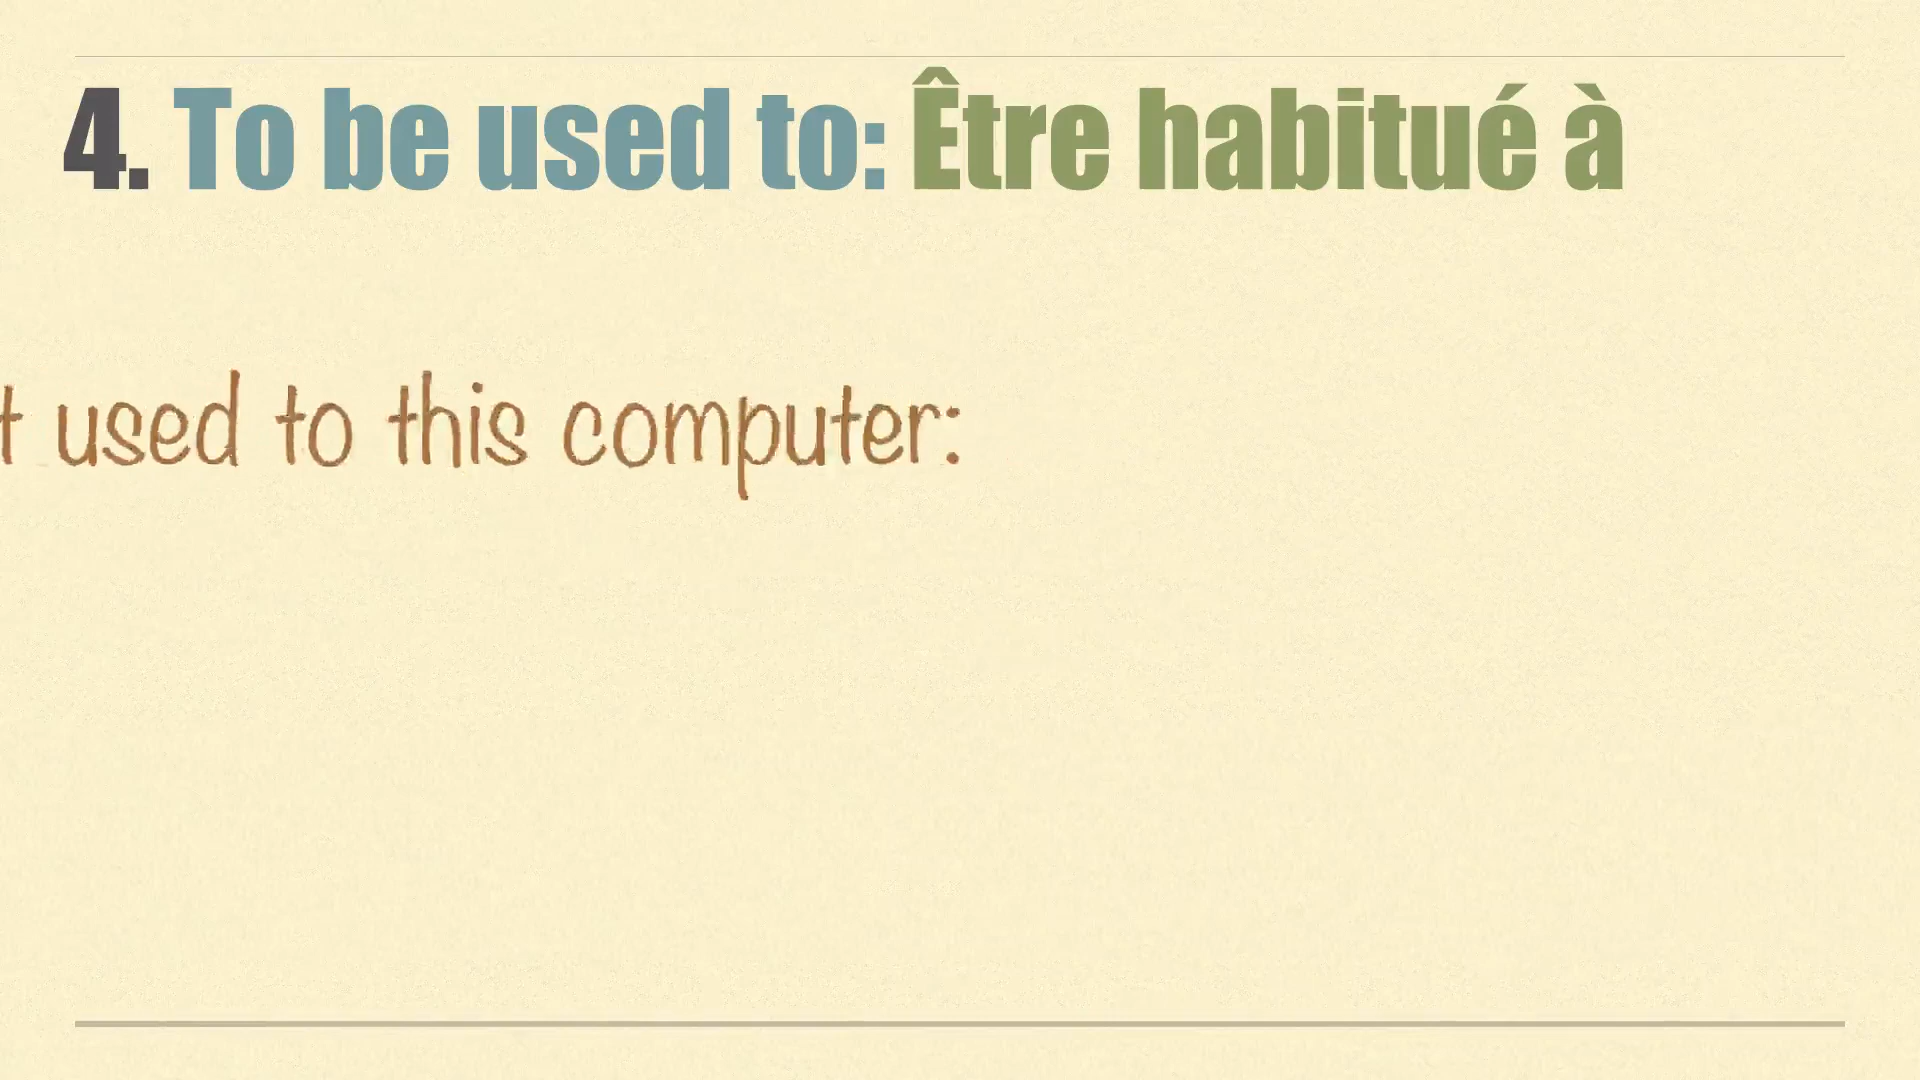 4. To be used to: Être habitué à
t used to this computer: